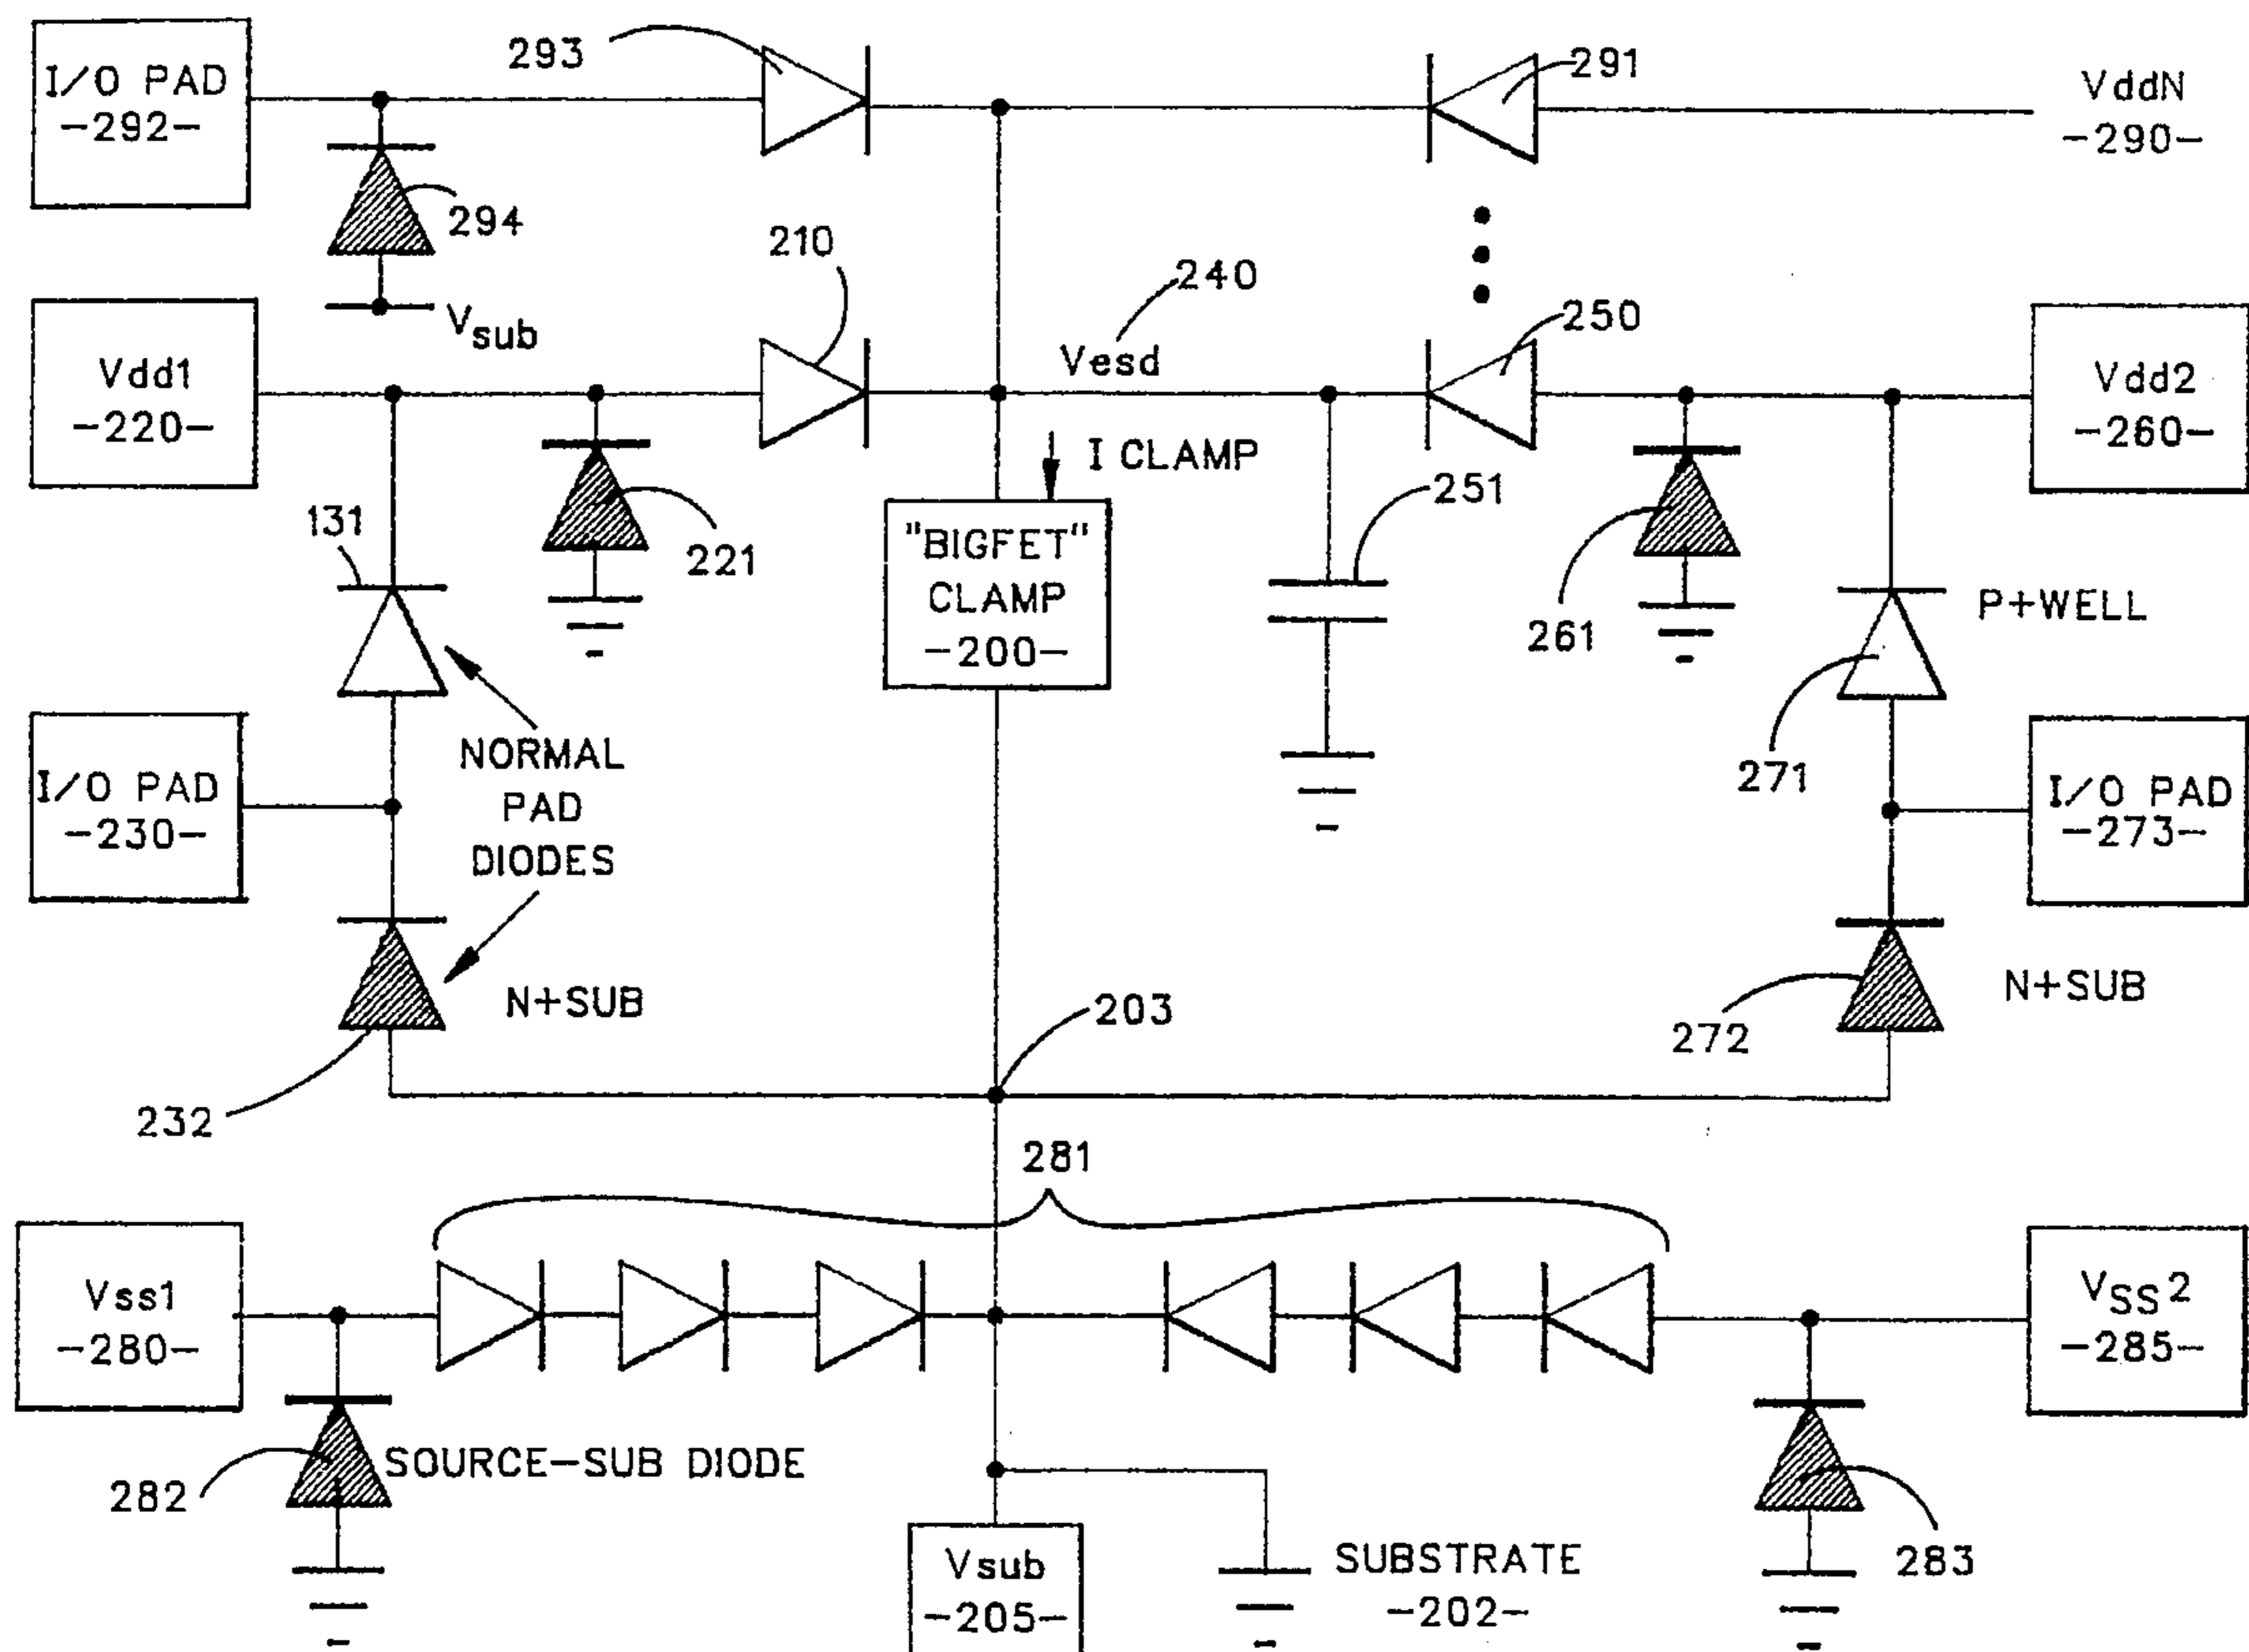 I/O PAD
-292-
293
291
VddN
-290-
294
Vsub
210
240
250
Vdd1
-220-
Vesd
Vdd2
-260-
I CLAMP
131
221
"BIGFET"
CLAMP
-200-
251
261
P+WELL
271
I/O PAD
-230-
NORMAL
PAD
DIODES
I/O PAD
-273-
N+SUB
232
203
272
N+SUB
281
Vss1
-280-
VSS2
-285-
282
SOURCE-SUB DIODE
Vsub
-205-
SUBSTRATE
-202-
283